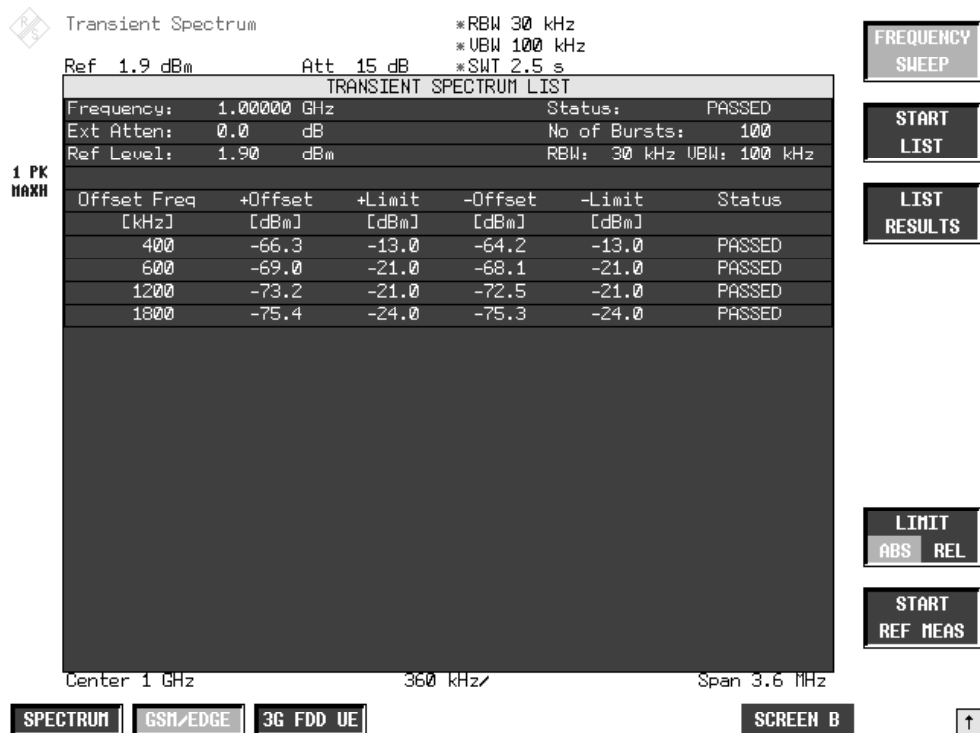 Transient Spectrum
*RBW 30 kHz
*VBW 100 kHz
Ref 1.9 dBm Att 15 dB *SWT 2.5 s
TRANSIENT SPECTRUM LIST
Frequency: 1.00000 GHz Status: PASSED
Ext Atten: 0.0 dB No of Bursts: 100
Ref Level: 1.90 dBm RBW: 30 kHz VBW: 100 kHz
1 PK
MAXH
Offset Freq +Offset +Limit -Offset -Limit Status
[kHz] [dBm] [dBm] [dBm] [dBm]
400 -66.3 -13.0 -64.2 -13.0 PASSED
600 -69.0 -21.0 -68.1 -21.0 PASSED
1200 -73.2 -21.0 -72.5 -21.0 PASSED
1800 -75.4 -24.0 -75.3 -24.0 PASSED
Center 1 GHz 360 kHz/ Span 3.6 MHz
FREQUENCY
SWEEP
START
LIST
LIST
RESULTS
LIMIT
ABS REL
START
REF MEAS
SPECTRUM GSM/EDGE 3G FDD UE SCREEN B ↑
R S